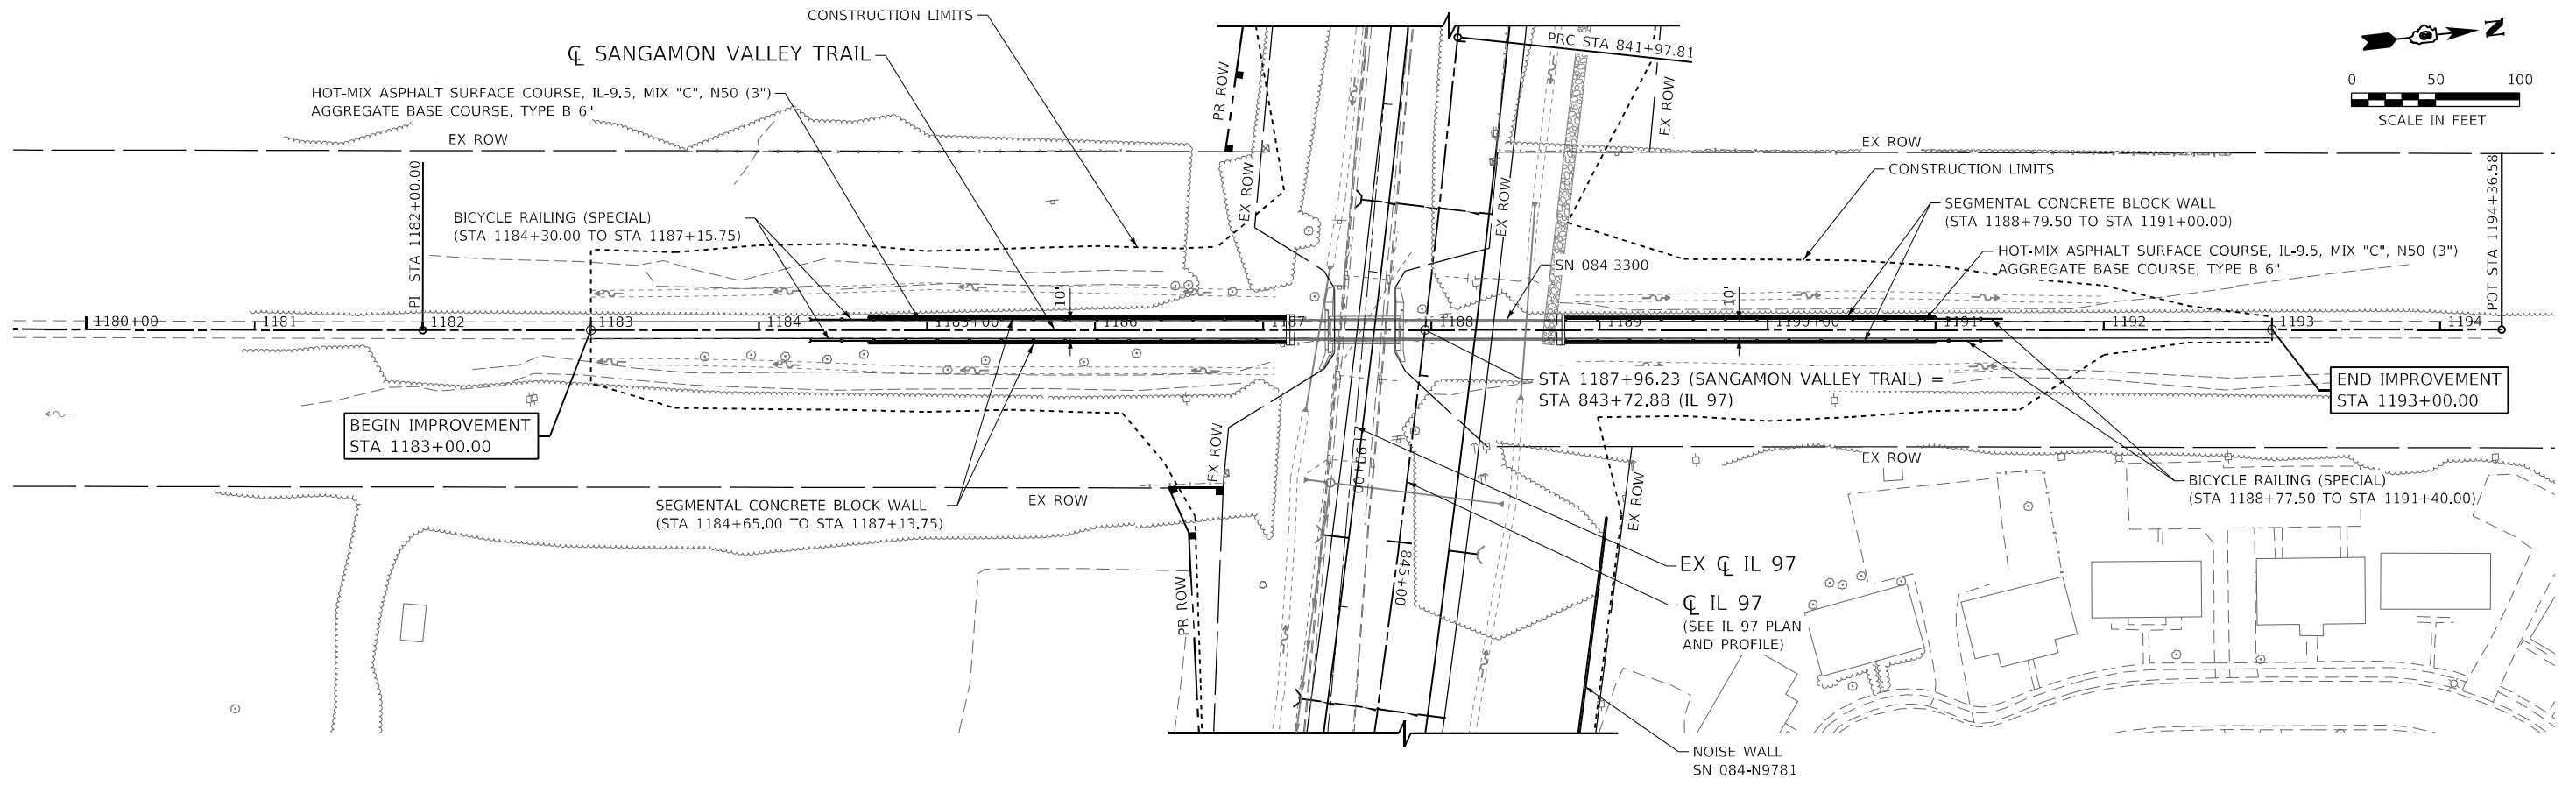 CONSTRUCTION LIMITS
℄ SANGAMON VALLEY TRAIL
HOT-MIX ASPHALT SURFACE COURSE, IL-9.5, MIX "C", N50 (3")
AGGREGATE BASE COURSE, TYPE B 6"
EX ROW
PI STA 1182+00.00
BICYCLE RAILING (SPECIAL)
(STA 1184+30.00 TO STA 1187+15.75)
PR ROW
EX ROW
PRC STA 841+97.81
EX ROW
EX ROW
N
0 50 100
SCALE IN FEET
EX ROW
CONSTRUCTION LIMITS
SEGMENTAL CONCRETE BLOCK WALL
(STA 1188+79.50 TO STA 1191+00.00)
HOT-MIX ASPHALT SURFACE COURSE, IL-9.5, MIX "C", N50 (3")
AGGREGATE BASE COURSE, TYPE B 6"
POT STA 1194+36.58
SN 084-3300
10'
10'
1180+00 1181 1182 1183 1184 1185+00 1186 1187 1188 1189 1190+00 1191 1192 1193 1194
STA 1187+96.23 (SANGAMON VALLEY TRAIL) =
STA 843+72.88 (IL 97)
END IMPROVEMENT
STA 1193+00.00
BEGIN IMPROVEMENT
STA 1183+00.00
EX ROW
EX ROW
EX ROW
EX ROW
EX ROW
SEGMENTAL CONCRETE BLOCK WALL
(STA 1184+65.00 TO STA 1187+13.75)
BICYCLE RAILING (SPECIAL)
(STA 1188+77.50 TO STA 1191+40.00)
PR ROW
845+00
EX ℄ IL 97
℄ IL 97
(SEE IL 97 PLAN
AND PROFILE)
NOISE WALL
SN 084-N9781